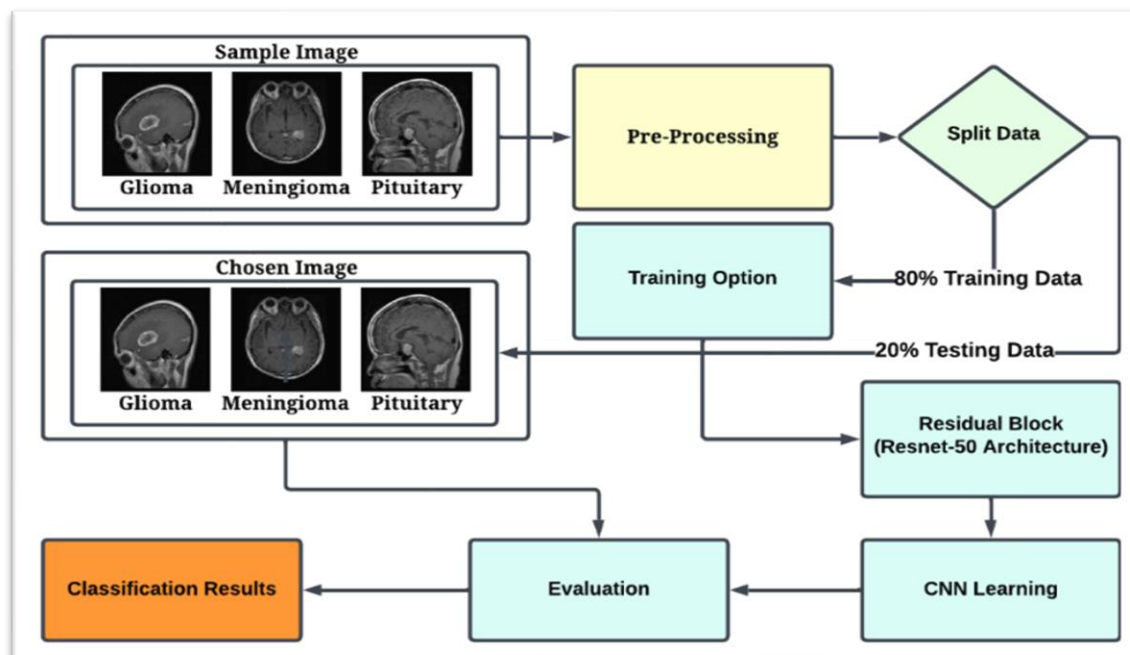 Sample Image
Glioma Meningioma Pituitary
Pre-Processing
Split Data
Training Option
80% Training Data
Chosen Image
Glioma Meningioma Pituitary
20% Testing Data
Residual Block
(Resnet-50 Architecture)
Classification Results
Evaluation
CNN Learning